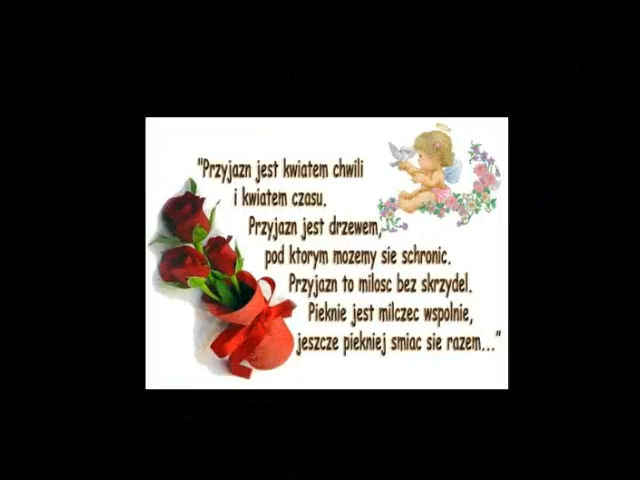 "Przyjazn jest kwiatem chwili
i kwiatem czasu.
Przyjazn jest drzewem,
pod ktorym mozemy sie schronic.
Przyjazn to milosc bez skrzydel.
Pieknie jest milczec wspolnie,
jeszcze piekniej smiac sie razem..."